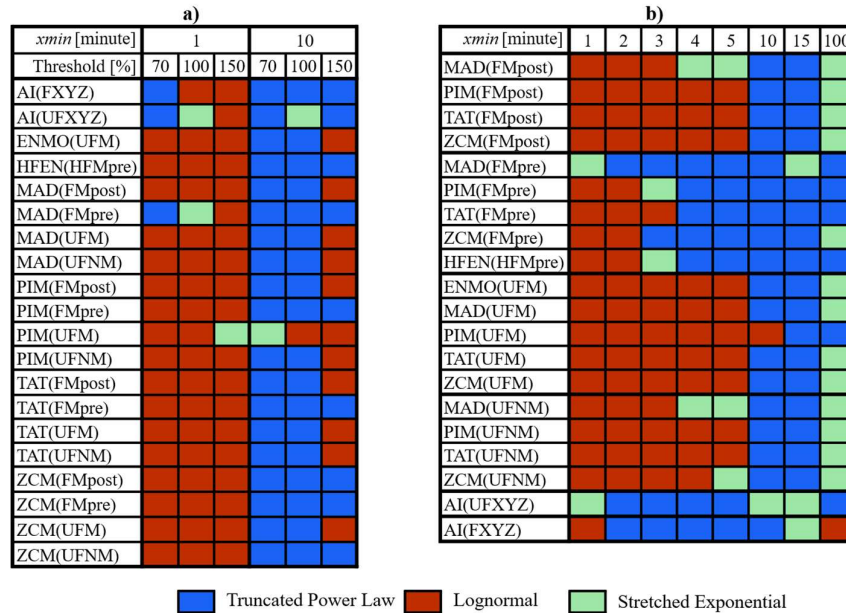 a)
xmin [minute] 1 10
Threshold [%] 70 100 150 70 100 150
AI(FXYZ)
AI(UFXYZ)
ENMO(UFM)
HFEN(HFMpre)
MAD(FMpost)
MAD(FMpre)
MAD(UFM)
MAD(UFNM)
PIM(FMpost)
PIM(FMpre)
PIM(UFM)
PIM(UFNM)
TAT(FMpost)
TAT(FMpre)
TAT(UFM)
TAT(UFNM)
ZCM(FMpost)
ZCM(FMpre)
ZCM(UFM)
ZCM(UFNM)
b)
xmin [minute] 1 2 3 4 5 10 15 100
MAD(FMpost)
PIM(FMpost)
TAT(FMpost)
ZCM(FMpost)
MAD(FMpre)
PIM(FMpre)
TAT(FMpre)
ZCM(FMpre)
HFEN(HFMpre)
ENMO(UFM)
MAD(UFM)
PIM(UFM)
TAT(UFM)
ZCM(UFM)
MAD(UFNM)
PIM(UFNM)
TAT(UFNM)
ZCM(UFNM)
AI(UFXYZ)
AI(FXYZ)
Truncated Power Law Lognormal Stretched Exponential